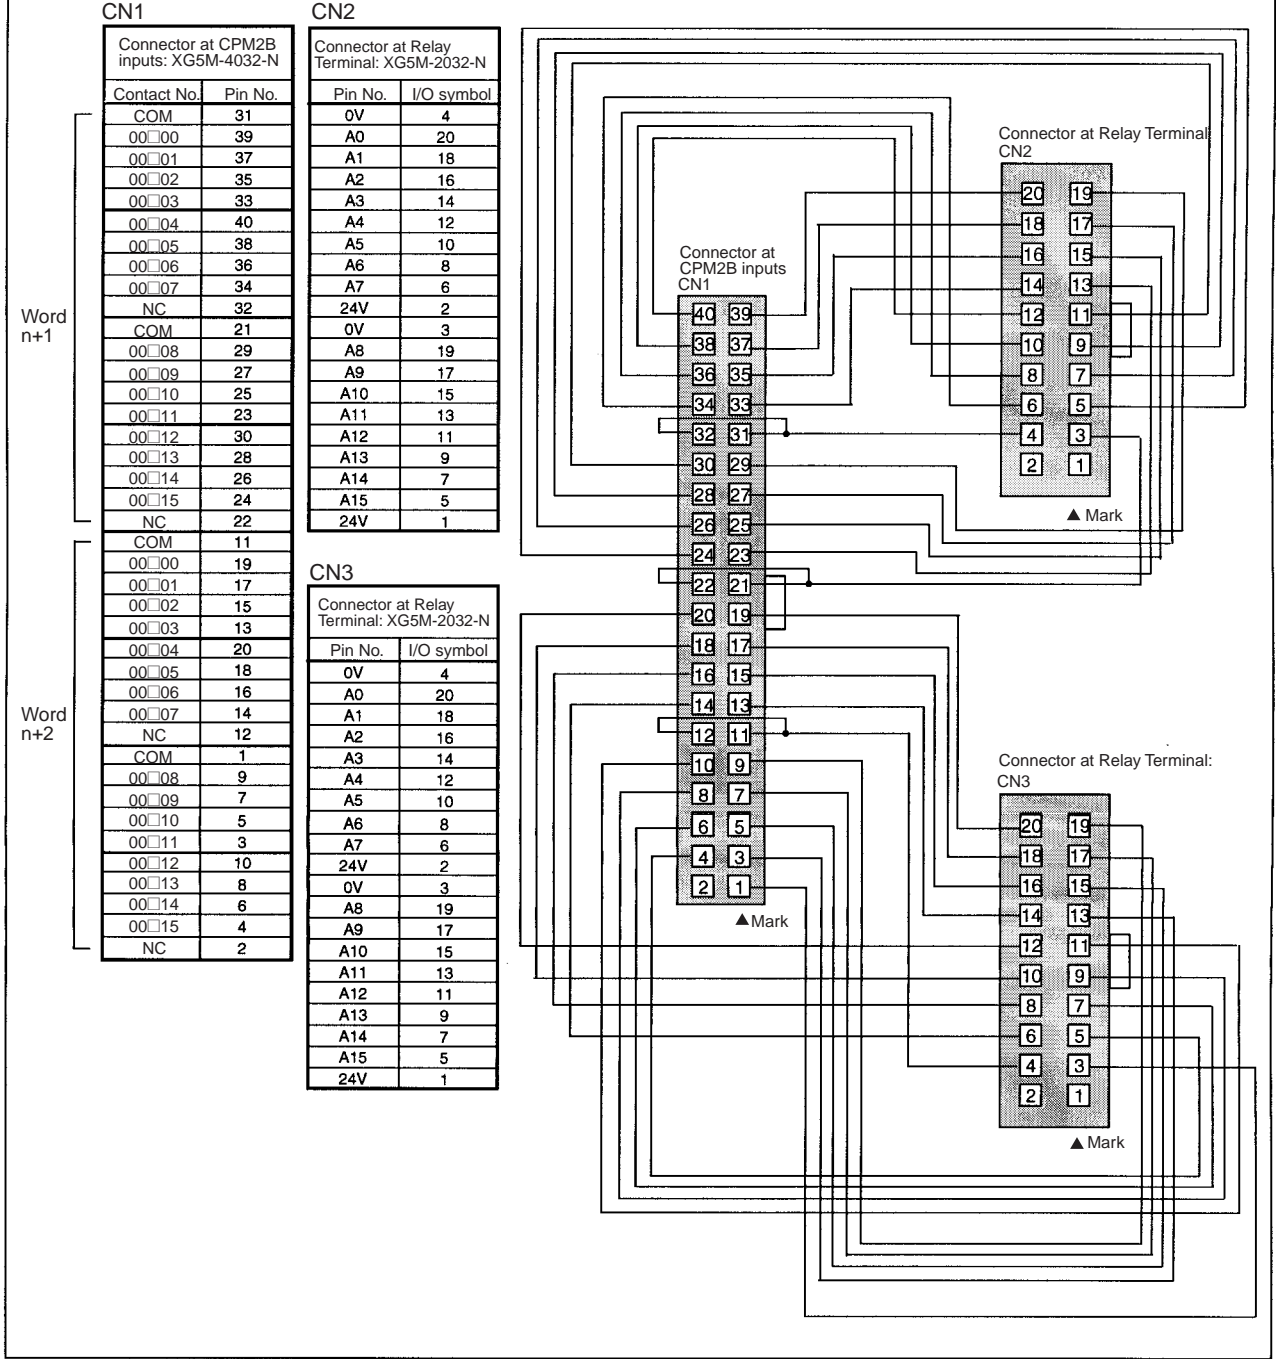 CN1
Connector at CPM2B
inputs: XG5M-4032-N
Contact No. Pin No.
COM 31
00□00 39
00□01 37
00□02 35
00□03 33
00□04 40
00□05 38
00□06 36
00□07 34
NC 32
COM 21
00□08 29
00□09 27
00□10 25
00□11 23
00□12 30
00□13 28
00□14 26
00□15 24
NC 22
COM 11
00□00 19
00□01 17
00□02 15
00□03 13
00□04 20
00□05 18
00□06 16
00□07 14
NC 12
COM 1
00□08 9
00□09 7
00□10 5
00□11 3
00□12 10
00□13 8
00□14 6
00□15 4
NC 2
Word
n+1
Word
n+2
CN2
Connector at Relay
Terminal: XG5M-2032-N
Pin No. I/O symbol
0V 4
A0 20
A1 18
A2 16
A3 14
A4 12
A5 10
A6 8
A7 6
24V 2
0V 3
A8 19
A9 17
A10 15
A11 13
A12 11
A13 9
A14 7
A15 5
24V 1
CN3
Connector at Relay
Terminal: XG5M-2032-N
Pin No. I/O symbol
0V 4
A0 20
A1 18
A2 16
A3 14
A4 12
A5 10
A6 8
A7 6
24V 2
0V 3
A8 19
A9 17
A10 15
A11 13
A12 11
A13 9
A14 7
A15 5
24V 1
Connector at
CPM2B inputs
CN1
40 39
38 37
36 35
34 33
32 31
30 29
28 27
26 25
24 23
22 21
20 19
18 17
16 15
14 13
12 11
10 9
8 7
6 5
4 3
2 1
▲Mark
Connector at Relay Terminal
CN2
20 19
18 17
16 15
14 13
12 11
10 9
8 7
6 5
4 3
2 1
▲ Mark
Connector at Relay Terminal:
CN3
20 19
18 17
16 15
14 13
12 11
10 9
8 7
6 5
4 3
2 1
▲ Mark